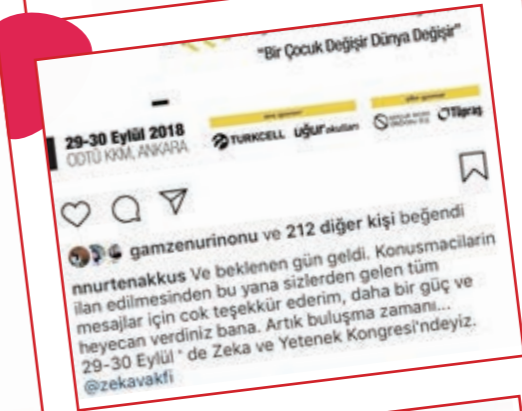 "Bir Çocuk Değişir Dünya Değişir"
29-30 Eylül 2018
ODTÜ KKM, ANKARA
TURKCELL uğur okulları Tüpraş
gamzenurinonu ve 212 diğer kişi beğendi
nnurtenakkus Ve beklenen gün geldi. Konusmacilarin
ilan edilmesinden bu yana sizlerden gelen tüm
mesajlar için cok teşekkür ederim, daha bir güç ve
heyecan verdiniz bana. Artık buluşma zamanı...
29-30 Eylül ' de Zeka ve Yetenek Kongresi'ndeyiz.
@zekavakfi